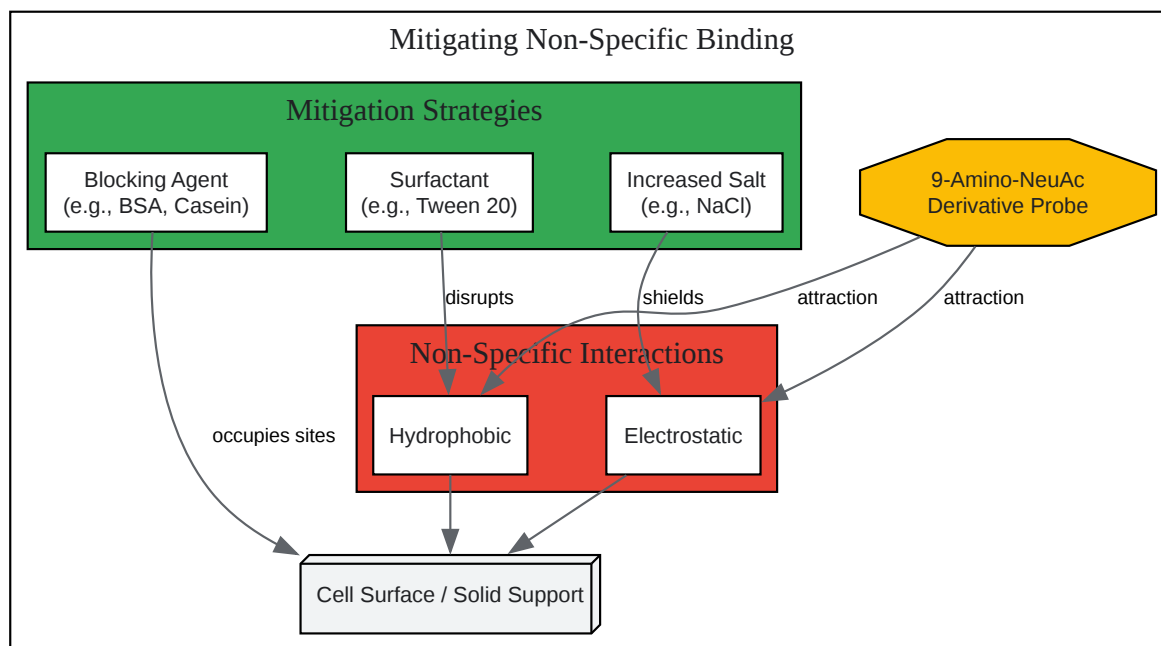 Mitigating Non-Specific Binding
Mitigation Strategies
Blocking Agent
(e.g., BSA, Casein)
Surfactant
(e.g., Tween 20)
Increased Salt
(e.g., NaCl)
9-Amino-NeuAc
Derivative Probe
disrupts
shields
attraction
attraction
Non-Specific Interactions
Hydrophobic
Electrostatic
occupies sites
Cell Surface / Solid Support